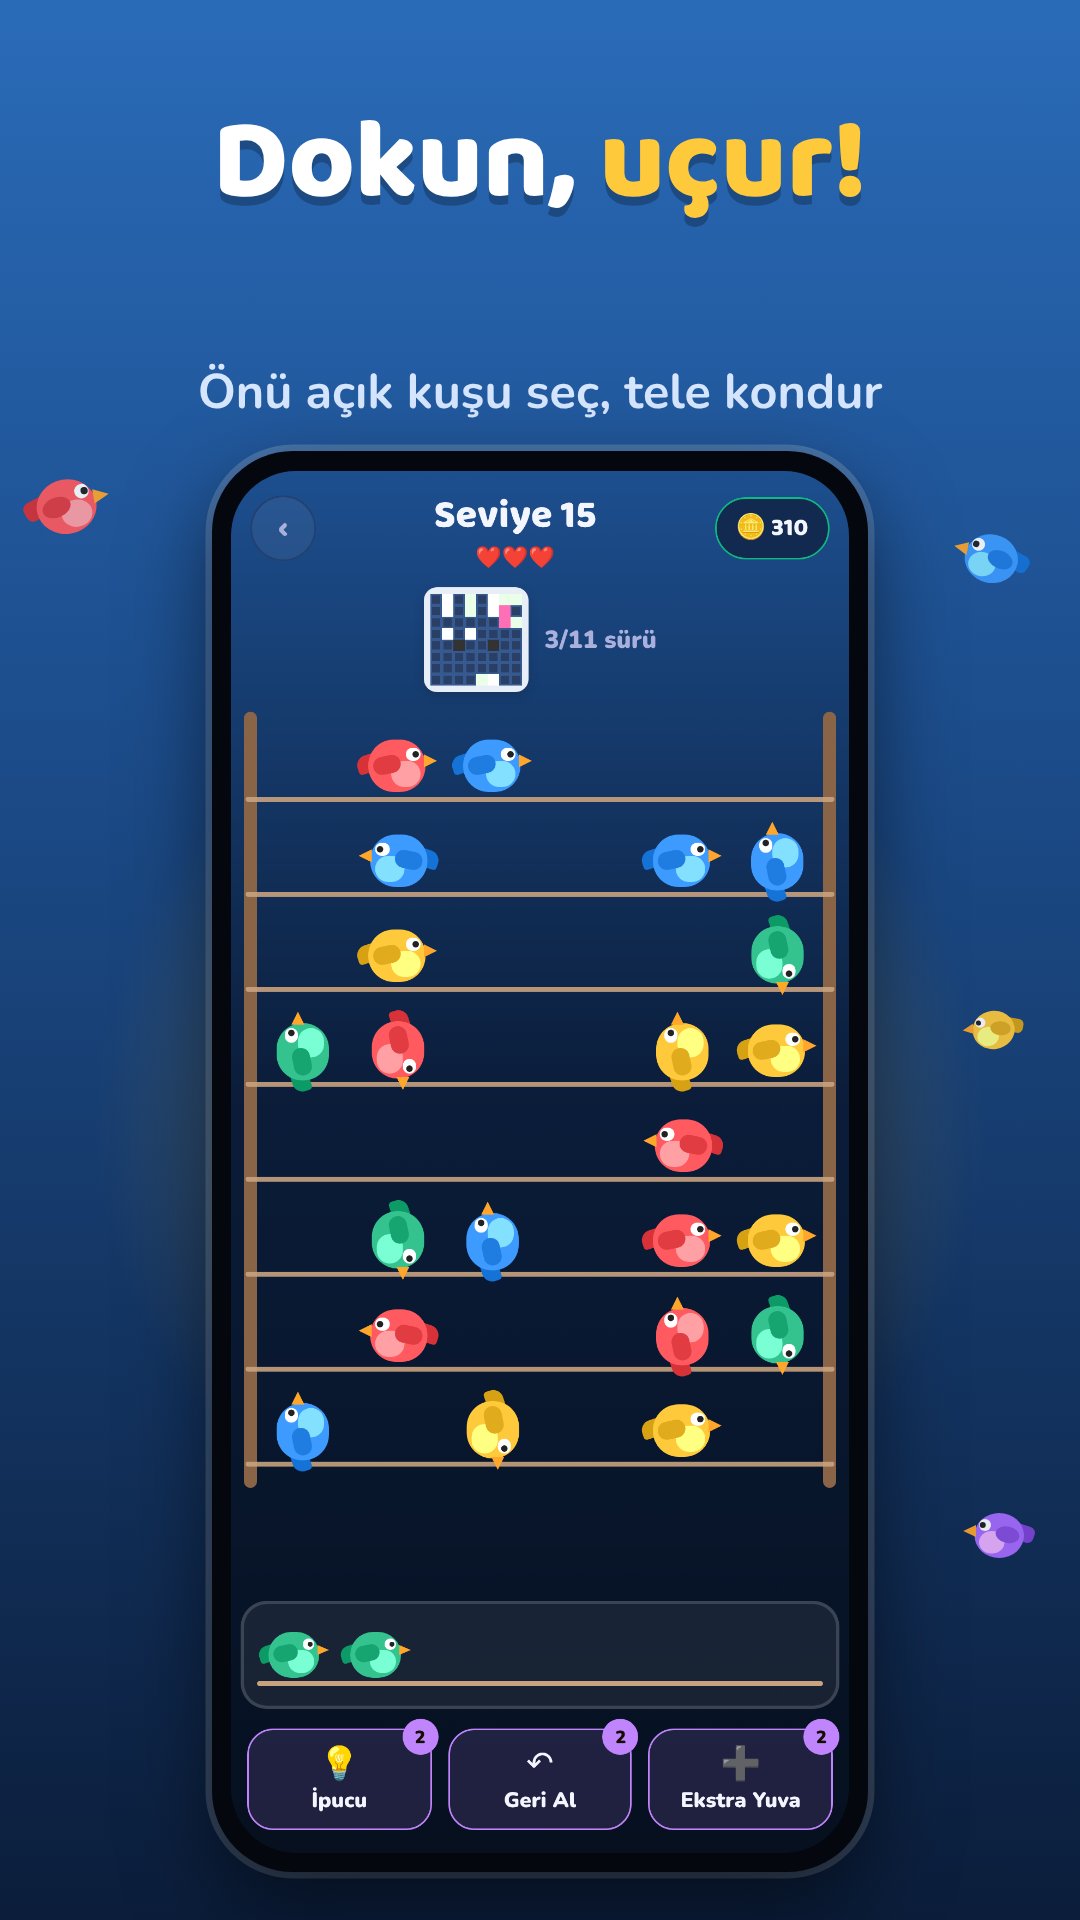 Dokun, uçur!
Önü açık kuşu seç, tele kondur
‹
Seviye 15
310
3/11 sürü
2
2
2
İpucu
Geri Al
Ekstra Yuva